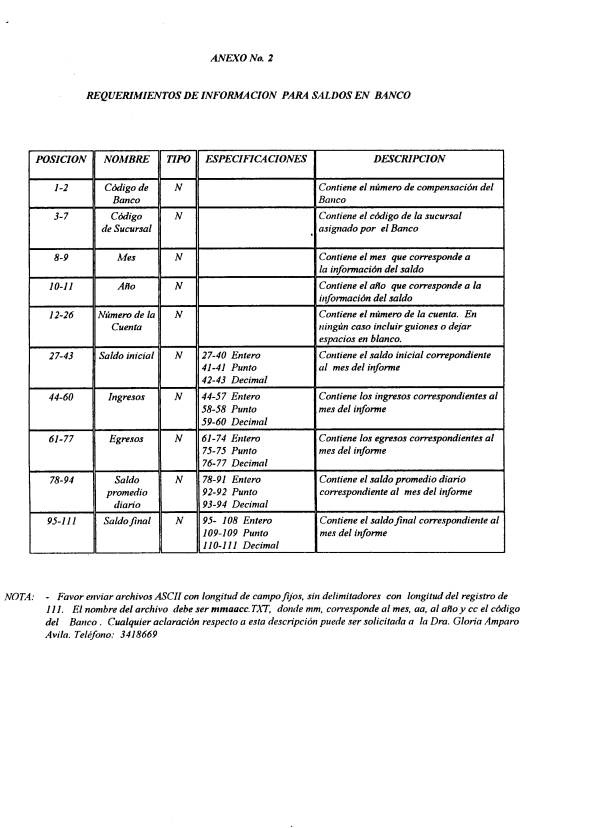 ANEXO No. 2
REQUERIMIENTOS DE INFORMACION PARA SALDOS EN BANCO
POSICION NOMBRE TIPO ESPECIFICACIONES DESCRIPCION
1-2 Código de N Contiene el número de compensación del
Banco Banco
3-7 Código N Contiene el código de la sucursal
de Sucursal asignado por el Banco
8-9 Mes N Contiene el mes que corresponde a
la información del saldo
10-11 Año N Contiene el año que corresponde a la
información del saldo
12-26 Número de la N Contiene el número de la cuenta. En
Cuenta ningún caso incluir guiones o dejar
espacios en blanco.
27-43 Saldo inicial N 27-40 Entero Contiene el saldo inicial correpondiente
41-41 Punto al mes del informe
42-43 Decimal
44-60 Ingresos N 44-57 Entero Contiene los ingresos correspondientes al
58-58 Punto mes del informe
59-60 Decimal
61-77 Egresos N 61-74 Entero Contiene los egresos correspondientes al
75-75 Punto mes del informe
76-77 Decimal
78-94 Saldo N 78-91 Entero Contiene el saldo promedio diario
promedio 92-92 Punto correspondiente al mes del informe
diario 93-94 Decimal
95-111 Saldo final N 95- 108 Entero Contiene el saldo final correspondiente al
109-109 Punto mes del informe
110-111 Decimal
NOTA: - Favor enviar archivos ASCII con longitud de campo fijos, sin delimitadores con longitud del registro de
111. El nombre del archivo debe ser mmaacc.TXT, donde mm, corresponde al mes, aa, al año y cc el código
del Banco . Cualquier aclaración respecto a esta descripción puede ser solicitada a la Dra. Gloria Amparo
Avila. Teléfono: 3418669